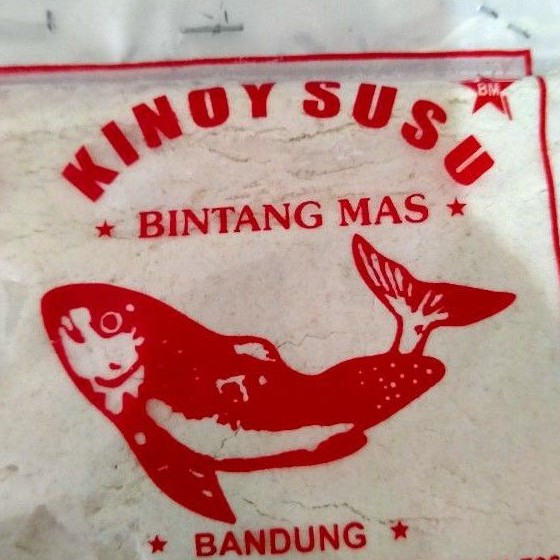 KINOY SUSU
BM
★ BINTANG MAS ★
★ BANDUNG ★